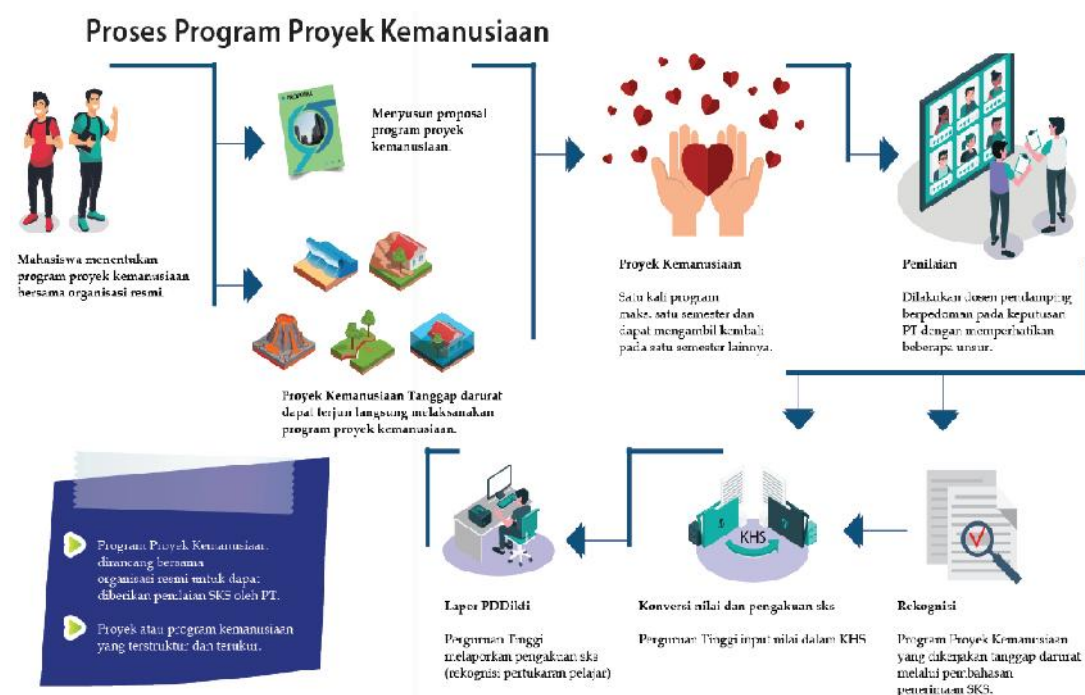 Proses Program Proyek Kemanusiaan
Mahasiswa menentukan
program proyek kemanusiaan
bersama organisasi resmi.
Menyusun proposal
program proyek
kemanusiaan.
Proyek Kemanusiaan Tanggap darurat
dapat terjun langsung melaksanakan
program proyek kemanusiaan.
Proyek Kemanusiaan
Satu kali program
maks. satu semester dan
dapat mengambil kembali
pada satu semester lainnya.
Penilaian
Dilakukan dosen pendamping
berpedoman pada keputusan
PT dengan memperhatikan
beberapa unsur.
Rekognisi
Program Proyek Kemanusiaan
yang dikerjakan tanggap darurat
melalui pembahasan
penerimaan SKS.
KHS
Konversi nilai dan pengakuan sks
Perguruan Tinggi input nilai dalam KHS
Lapor PDDikti
Perguruan Tinggi
melaporkan pengakuan sks
(rekognisi pertukaran pelajar)
Program Proyek Kemanusiaan
dirancang bersama
organisasi resmi untuk dapat
diberikan penilaian SKS oleh PT.
Proyek atau program kemanusiaan
yang terstruktur dan terukur.